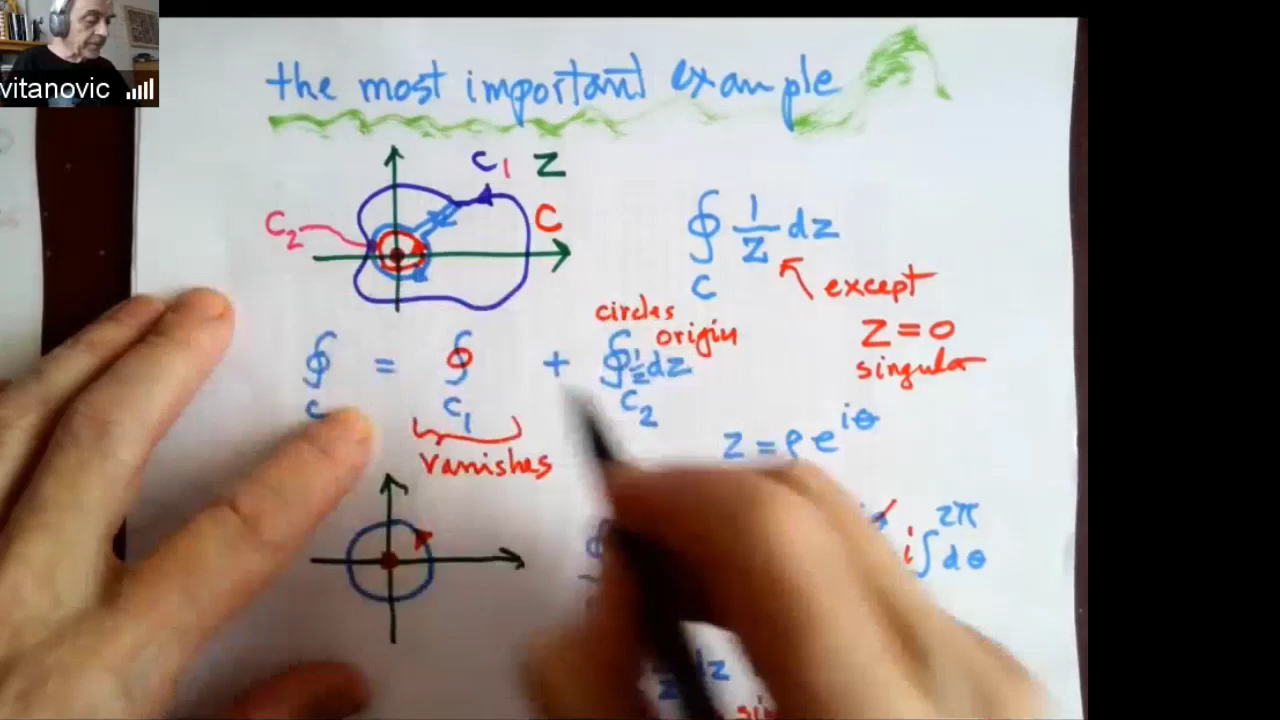 vitanovic
the most important example
C1 Z
C2 C
∮ 1/z dz
C
except
circles
origin
z = 0
singular
∮ = ∮ + ∮ 1/z dz
C C1 C2
vanishes
z = ρ e^{iθ}
i ∫ 2π dθ
dz